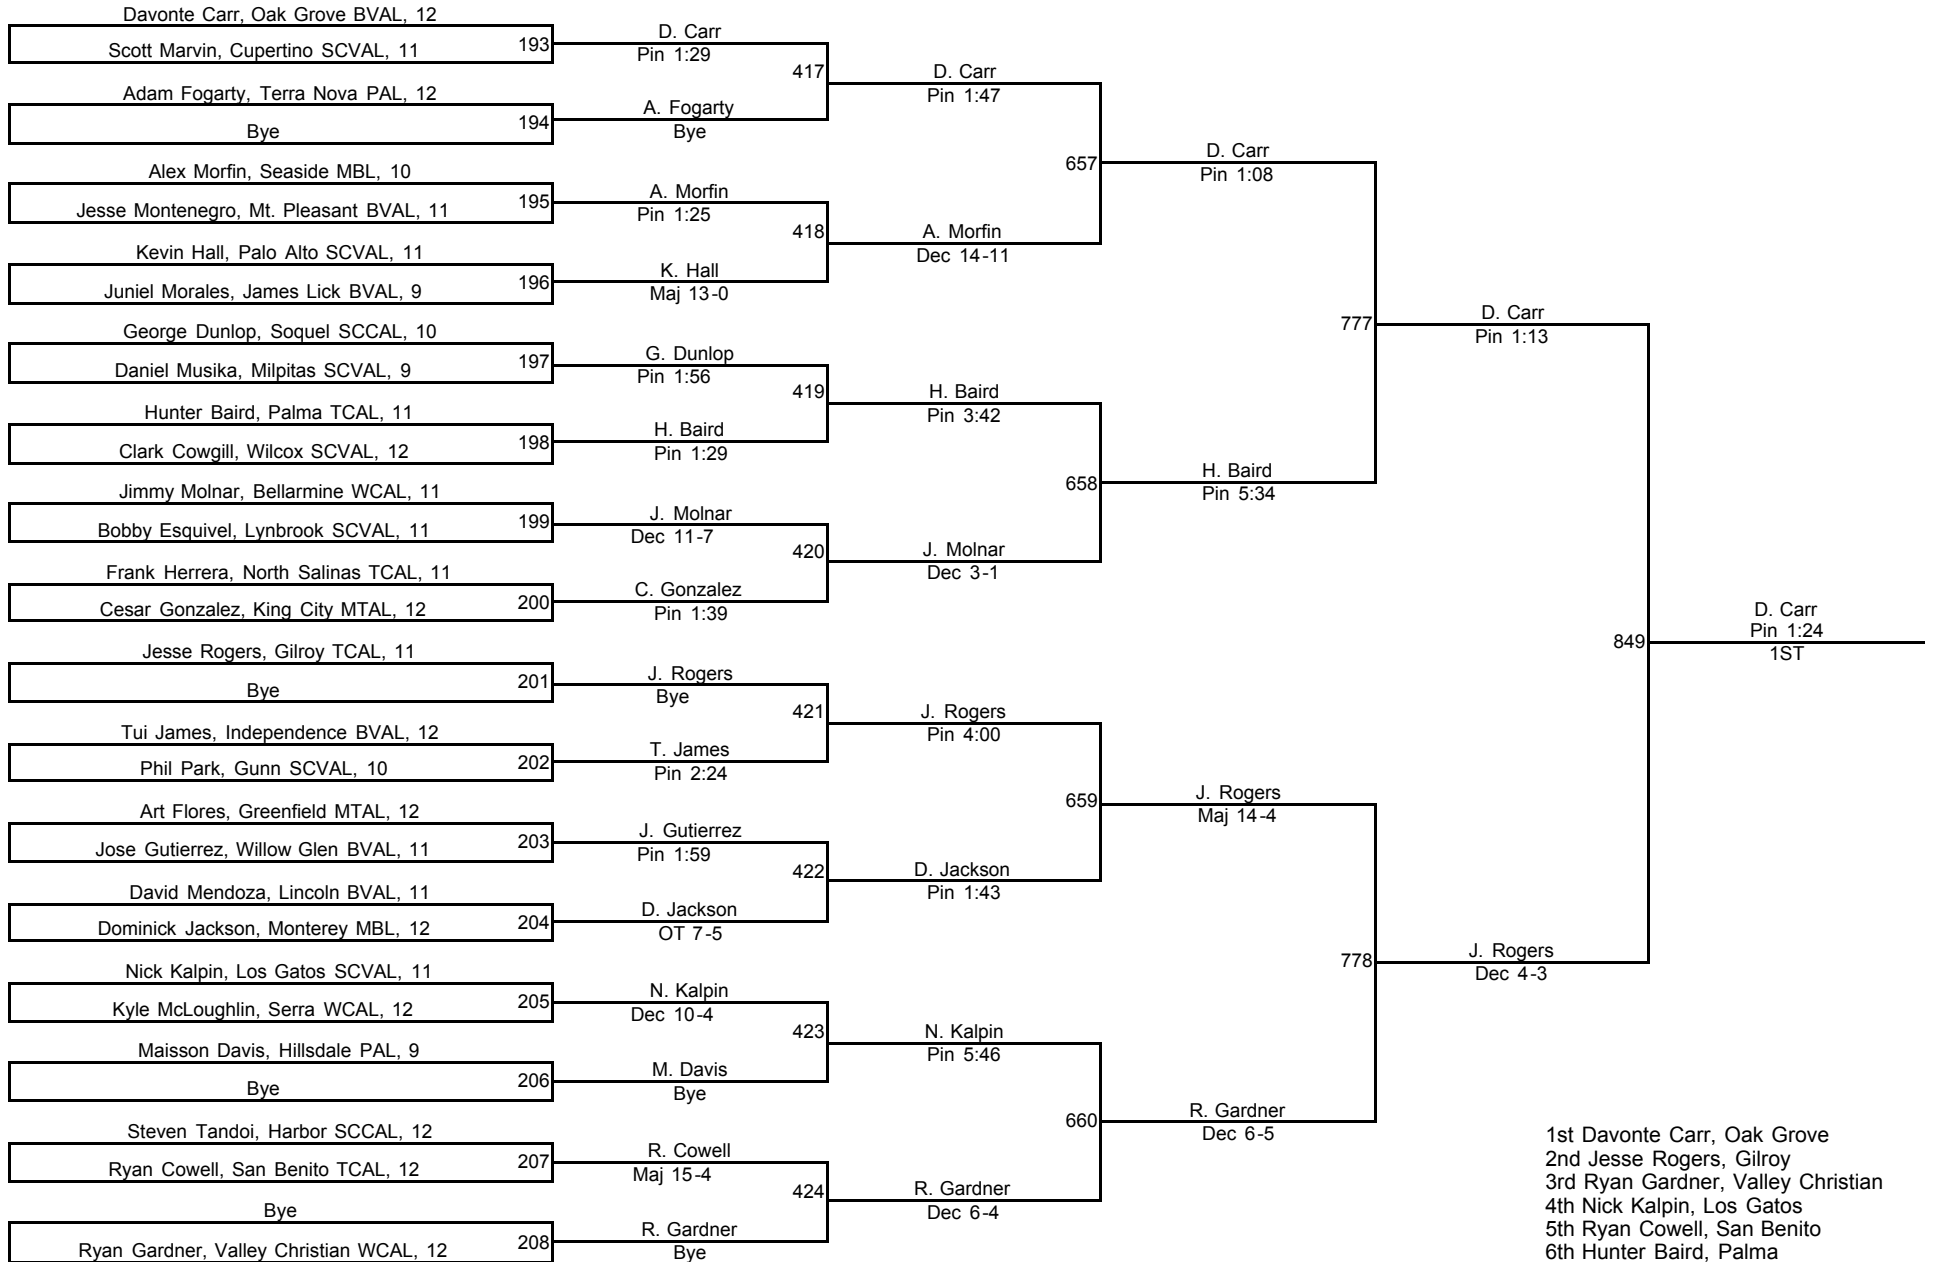 Davonte Carr, Oak Grove BVAL, 12
Scott Marvin, Cupertino SCVAL, 11
193
Adam Fogarty, Terra Nova PAL, 12
Bye
194
Alex Morfin, Seaside MBL, 10
Jesse Montenegro, Mt. Pleasant BVAL, 11
195
Kevin Hall, Palo Alto SCVAL, 11
Juniel Morales, James Lick BVAL, 9
196
George Dunlop, Soquel SCCAL, 10
Daniel Musika, Milpitas SCVAL, 9
197
Hunter Baird, Palma TCAL, 11
Clark Cowgill, Wilcox SCVAL, 12
198
Jimmy Molnar, Bellarmine WCAL, 11
Bobby Esquivel, Lynbrook SCVAL, 11
199
Frank Herrera, North Salinas TCAL, 11
Cesar Gonzalez, King City MTAL, 12
200
Jesse Rogers, Gilroy TCAL, 11
Bye
201
Tui James, Independence BVAL, 12
Phil Park, Gunn SCVAL, 10
202
Art Flores, Greenfield MTAL, 12
Jose Gutierrez, Willow Glen BVAL, 11
203
David Mendoza, Lincoln BVAL, 11
Dominick Jackson, Monterey MBL, 12
204
Nick Kalpin, Los Gatos SCVAL, 11
Kyle McLoughlin, Serra WCAL, 12
205
Maisson Davis, Hillsdale PAL, 9
Bye
206
Steven Tandoi, Harbor SCCAL, 12
Ryan Cowell, San Benito TCAL, 12
207
Bye
Ryan Gardner, Valley Christian WCAL, 12
208
D. Carr
Pin 1:29
417
A. Fogarty
Bye
A. Morfin
Pin 1:25
418
K. Hall
Maj 13-0
G. Dunlop
Pin 1:56
419
H. Baird
Pin 1:29
J. Molnar
Dec 11-7
420
C. Gonzalez
Pin 1:39
J. Rogers
Bye
421
T. James
Pin 2:24
J. Gutierrez
Pin 1:59
422
D. Jackson
OT 7-5
N. Kalpin
Dec 10-4
423
M. Davis
Bye
R. Cowell
Maj 15-4
424
R. Gardner
Bye
D. Carr
Pin 1:47
657
A. Morfin
Dec 14-11
H. Baird
Pin 3:42
658
J. Molnar
Dec 3-1
J. Rogers
Pin 4:00
659
D. Jackson
Pin 1:43
N. Kalpin
Pin 5:46
660
R. Gardner
Dec 6-4
D. Carr
Pin 1:08
777
H. Baird
Pin 5:34
J. Rogers
Maj 14-4
778
R. Gardner
Dec 6-5
D. Carr
Pin 1:13
849
J. Rogers
Dec 4-3
D. Carr
Pin 1:24
1ST
1st Davonte Carr, Oak Grove
2nd Jesse Rogers, Gilroy
3rd Ryan Gardner, Valley Christian
4th Nick Kalpin, Los Gatos
5th Ryan Cowell, San Benito
6th Hunter Baird, Palma